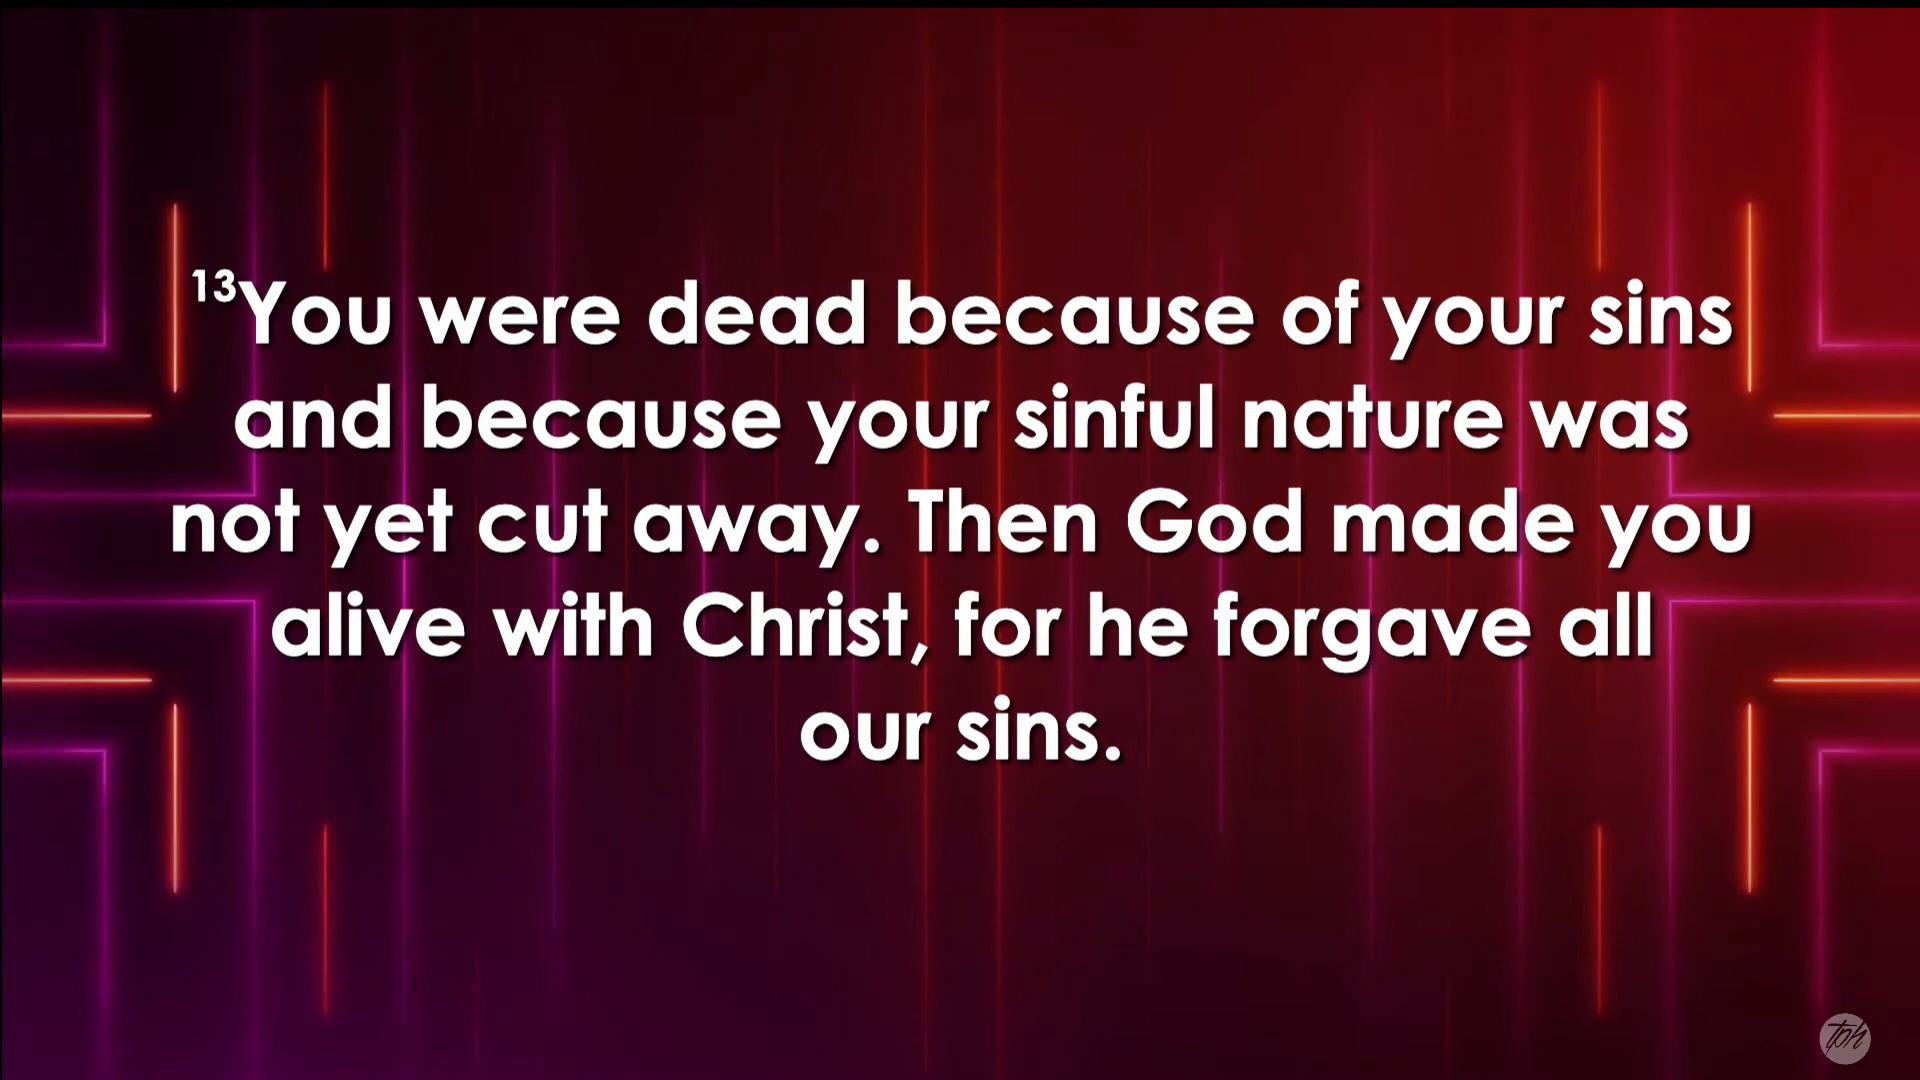 13You were dead because of your sins
and because your sinful nature was
not yet cut away. Then God made you
alive with Christ, for he forgave all
our sins.
tph